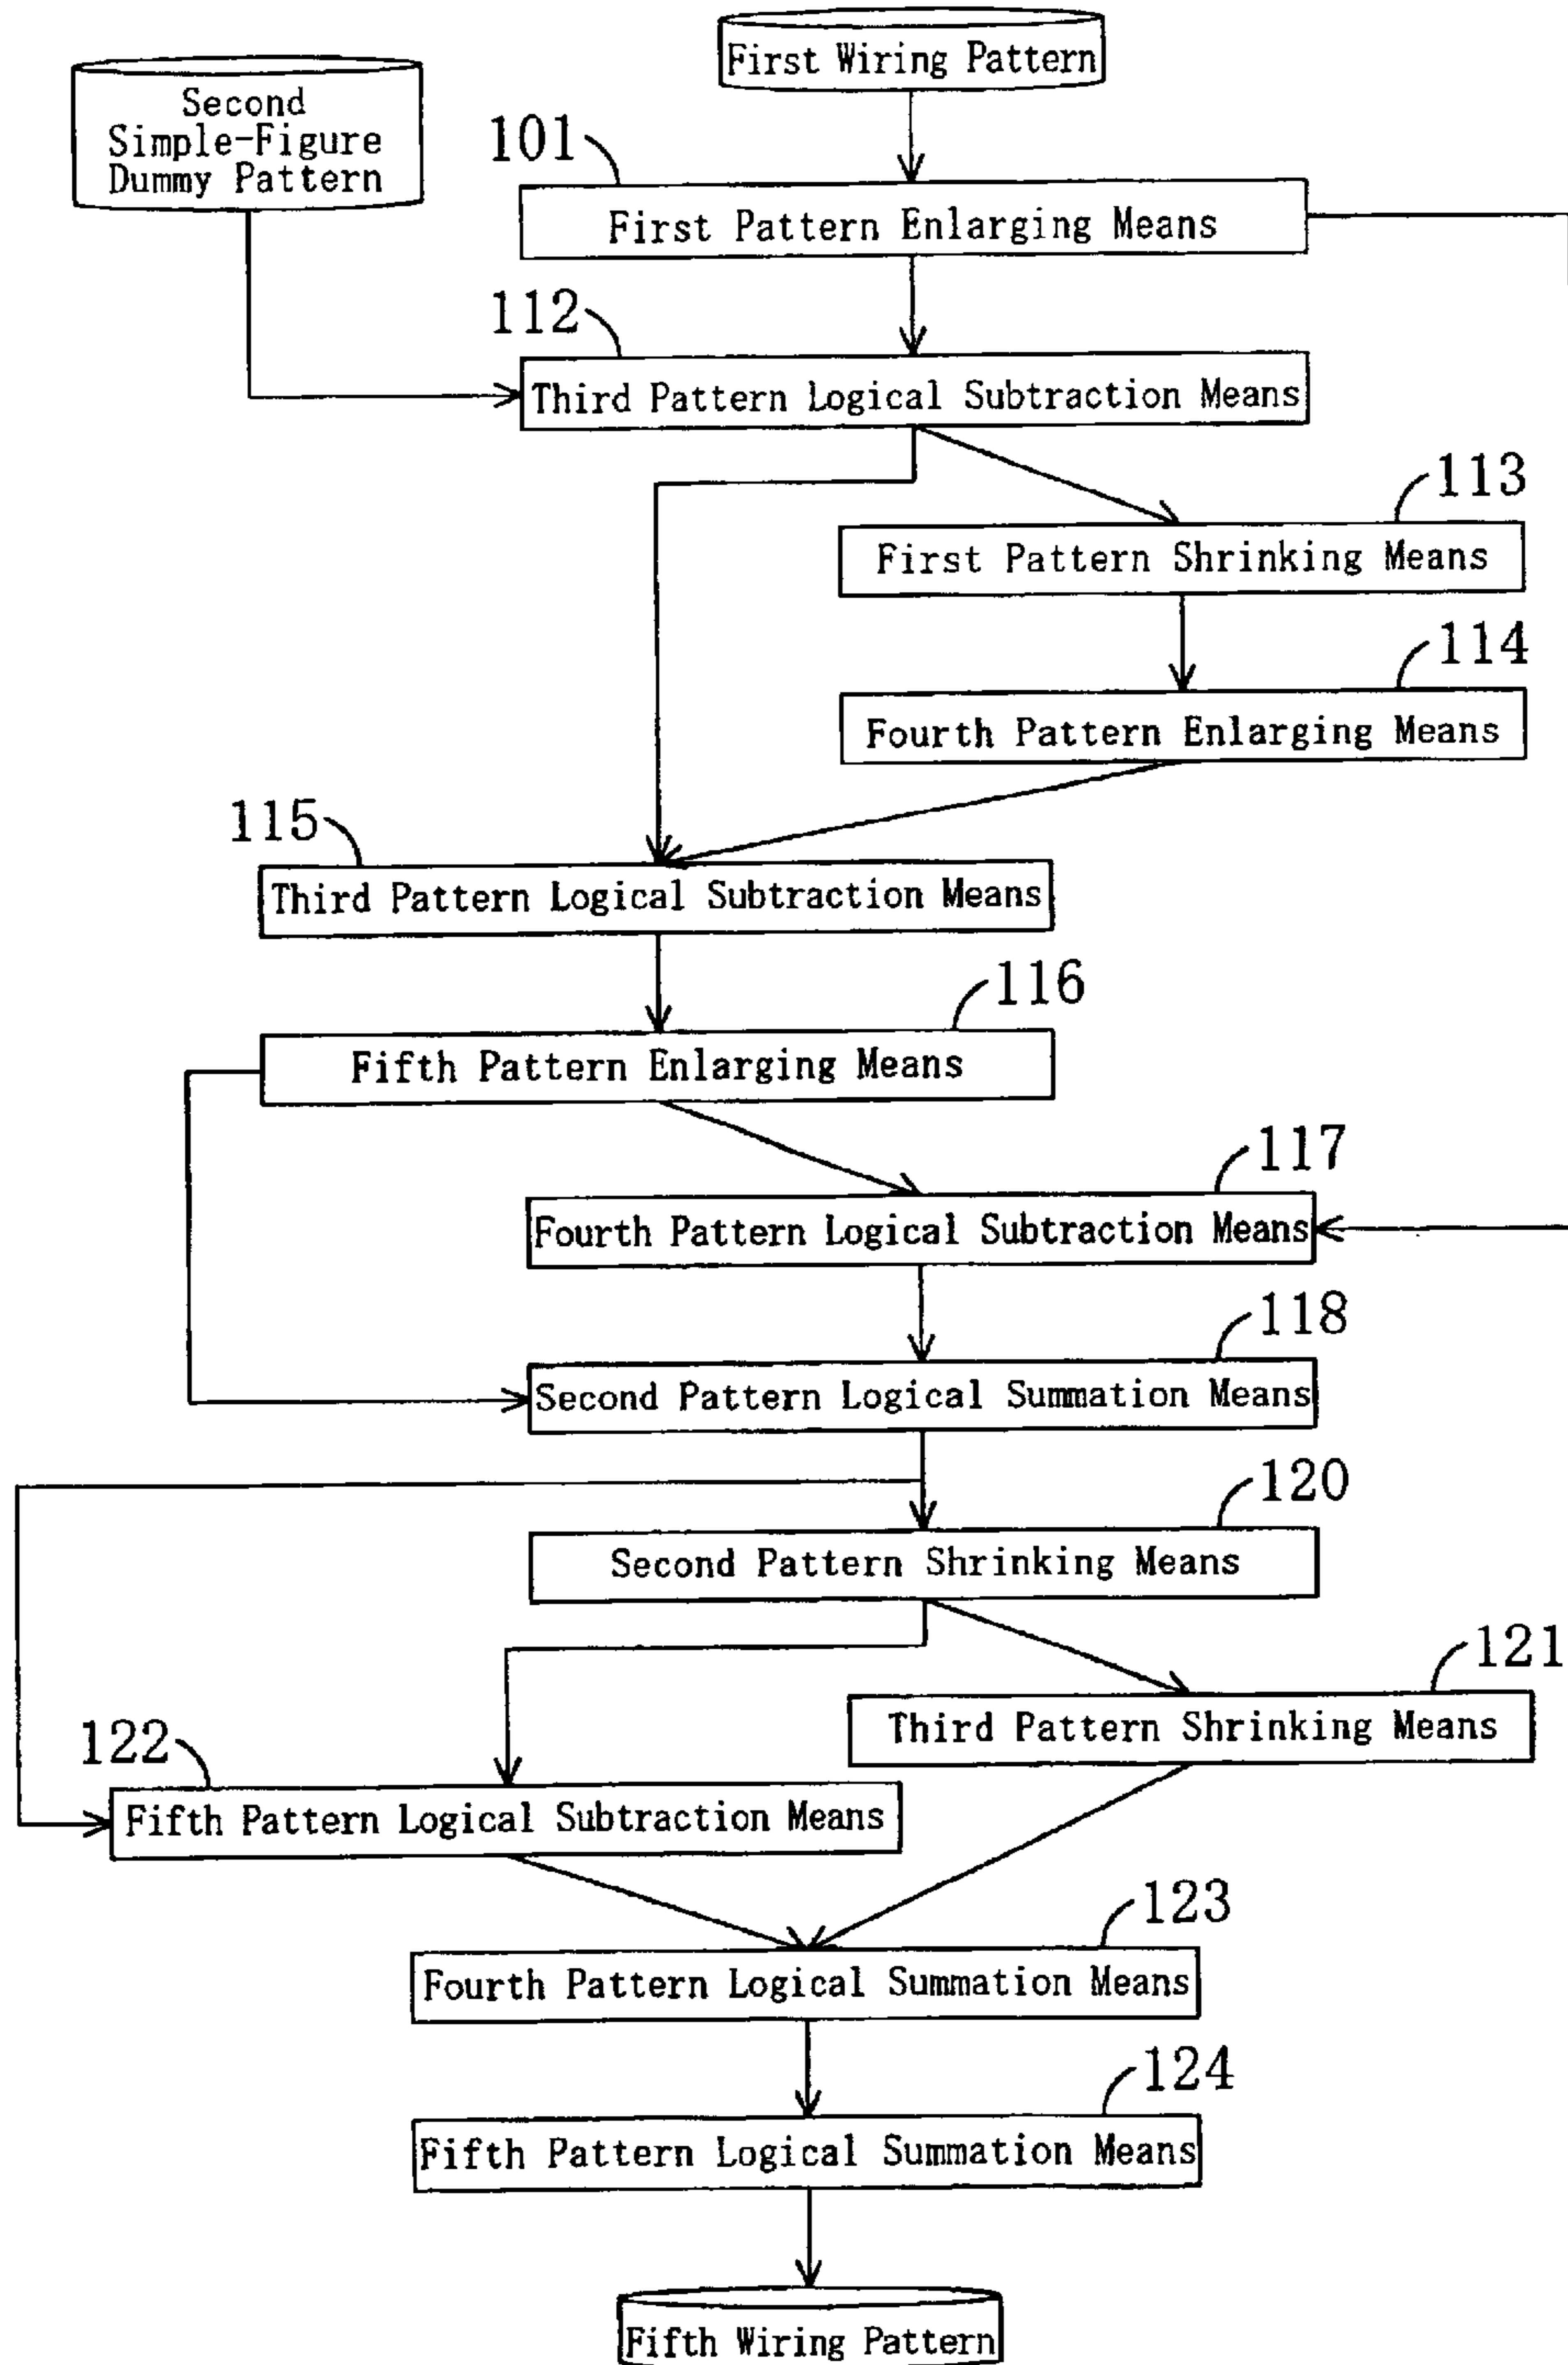 First Wiring Pattern
Second
Simple-Figure
Dummy Pattern
101
First Pattern Enlarging Means
112
Third Pattern Logical Subtraction Means
113
First Pattern Shrinking Means
114
Fourth Pattern Enlarging Means
115
Third Pattern Logical Subtraction Means
116
Fifth Pattern Enlarging Means
117
Fourth Pattern Logical Subtraction Means
118
Second Pattern Logical Summation Means
120
Second Pattern Shrinking Means
121
Third Pattern Shrinking Means
122
Fifth Pattern Logical Subtraction Means
123
Fourth Pattern Logical Summation Means
124
Fifth Pattern Logical Summation Means
Fifth Wiring Pattern